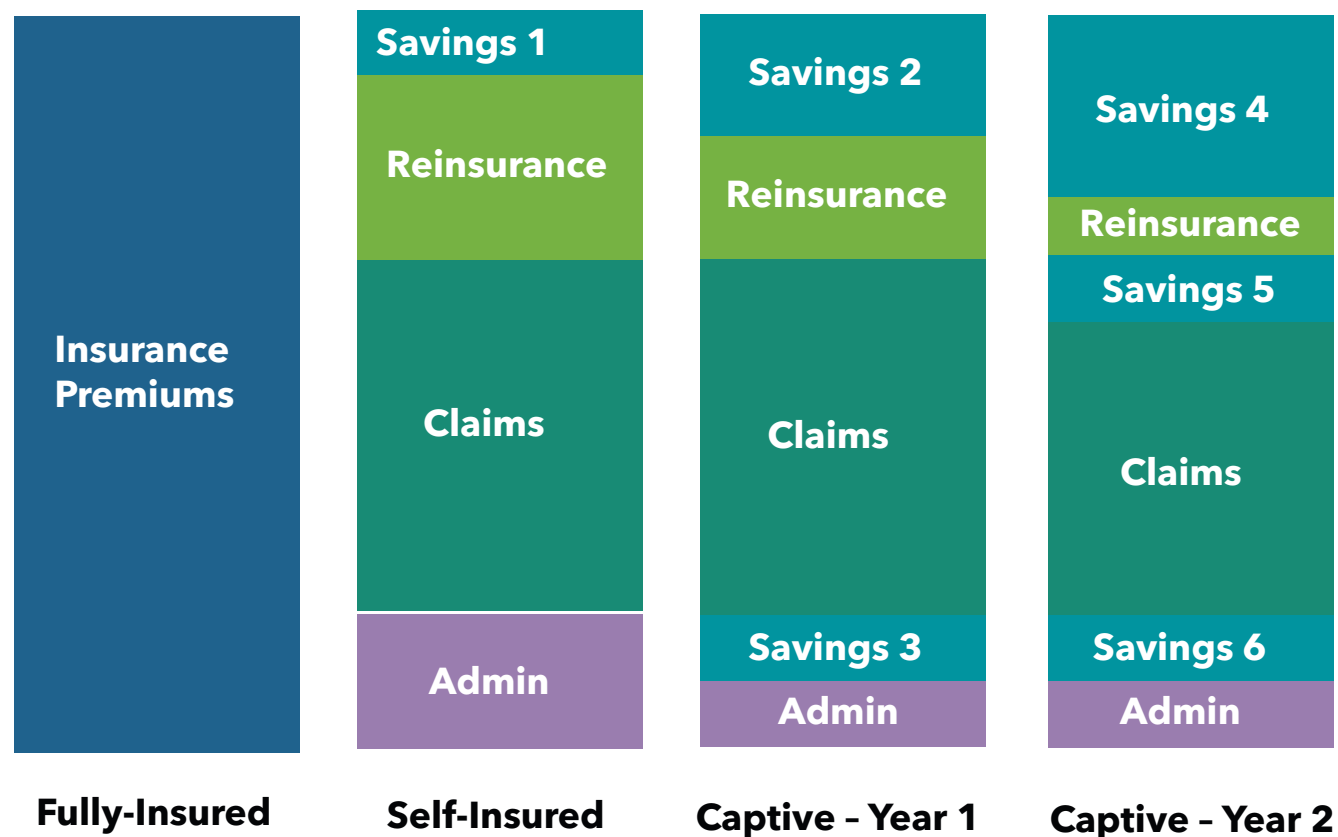 Insurance
Premiums
Fully-Insured
Savings 1
Reinsurance
Claims
Admin
Self-Insured
Savings 2
Reinsurance
Claims
Savings 3
Admin
Captive – Year 1
Savings 4
Reinsurance
Savings 5
Claims
Savings 6
Admin
Captive – Year 2